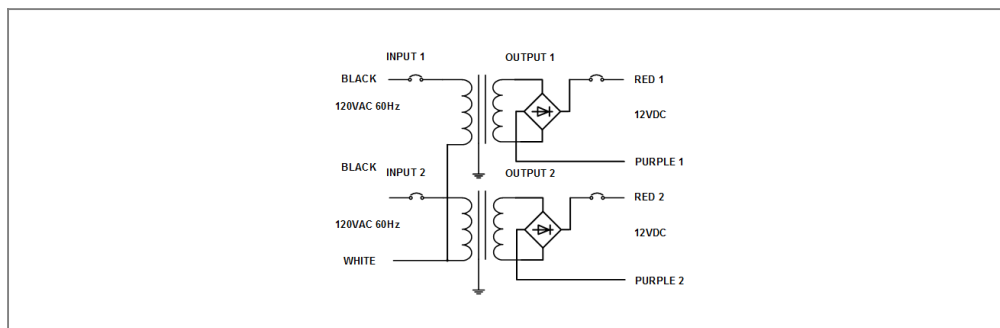 INPUT 1 OUTPUT 1
BLACK RED 1
120VAC 60Hz 12VDC
PURPLE 1
BLACK
INPUT 2 OUTPUT 2
RED 2
120VAC 60Hz 12VDC
WHITE
PURPLE 2